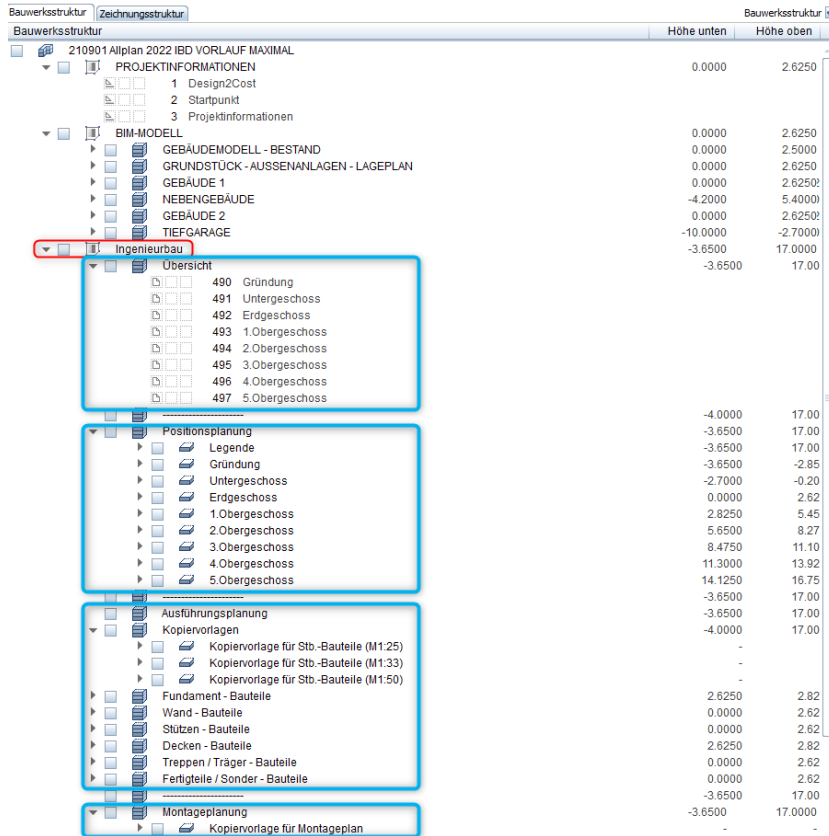 Bauwerksstruktur Zeichnungsstruktur Bauwerksstruktur
Bauwerksstruktur Höhe unten Höhe oben
210901 Allplan 2022 IBD VORLAUF MAXIMAL
PROJEKTINFORMATIONEN 0.0000 2.6250
1 Design2Cost
2 Startpunkt
3 Projektinformationen
BIM-MODELL 0.0000 2.6250
GEBÄUDEMODELL - BESTAND 0.0000 2.5000
GRUNDSTÜCK - AUSSENANLAGEN - LAGEPLAN 0.0000 2.6250
GEBÄUDE 1 0.0000 2.6250
NEBENGEBÄUDE -4.2000 5.4000
GEBÄUDE 2 0.0000 2.6250
TIEFGARAGE -10.0000 -2.7000
Ingenieurbau -3.6500 17.0000
Übersicht -3.6500 17.00
490 Gründung
491 Untergeschoss
492 Erdgeschoss
493 1.Obergeschoss
494 2.Obergeschoss
495 3.Obergeschoss
496 4.Obergeschoss
497 5.Obergeschoss
---------------------- -4.0000 17.00
Positionsplanung -3.6500 17.00
Legende -3.6500 17.00
Gründung -3.6500 -2.85
Untergeschoss -2.7000 -0.20
Erdgeschoss 0.0000 2.62
1.Obergeschoss 2.8250 5.45
2.Obergeschoss 5.6500 8.27
3.Obergeschoss 8.4750 11.10
4.Obergeschoss 11.3000 13.92
5.Obergeschoss 14.1250 16.75
---------------------- -3.6500 17.00
Ausführungsplanung -3.6500 17.00
Kopiervorlagen -4.0000 17.00
Kopiervorlage für Stb.-Bauteile (M1:25) -
Kopiervorlage für Stb.-Bauteile (M1:33) -
Kopiervorlage für Stb.-Bauteile (M1:50) -
Fundament - Bauteile 2.6250 2.82
Wand - Bauteile 0.0000 2.62
Stützen - Bauteile 0.0000 2.62
Decken - Bauteile 2.6250 2.82
Treppen / Träger - Bauteile 0.0000 2.62
Fertigteile / Sonder - Bauteile 0.0000 2.62
---------------------- -3.6500 17.00
Montageplanung -3.6500 17.0000
Kopiervorlage für Montageplan - -